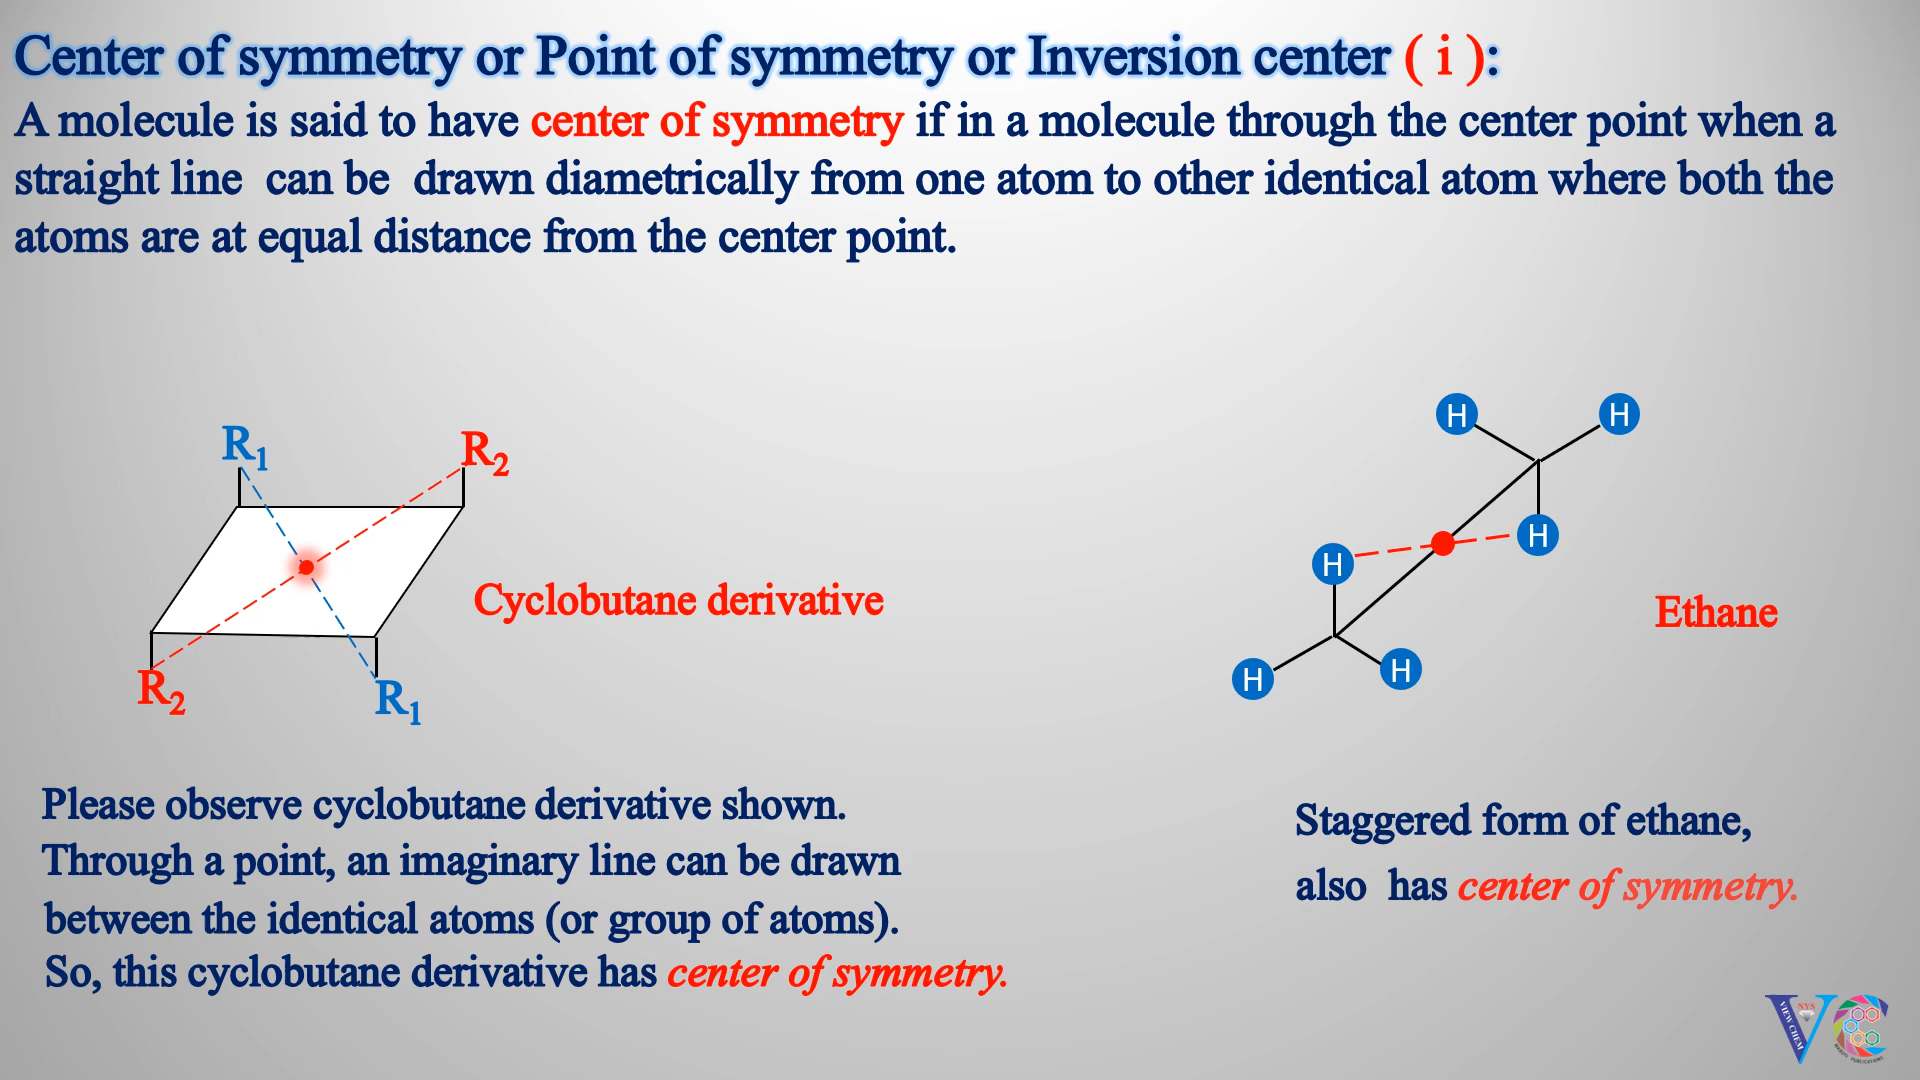 Center of symmetry or Point of symmetry or Inversion center ( i ):
A molecule is said to have center of symmetry if in a molecule through the center point when a
straight line can be drawn diametrically from one atom to other identical atom where both the
atoms are at equal distance from the center point.
R1
R2
R2
R1
Cyclobutane derivative
H
H
H
H
H
H
Ethane
Please observe cyclobutane derivative shown.
Through a point, an imaginary line can be drawn
between the identical atoms (or group of atoms).
So, this cyclobutane derivative has center of symmetry.
Staggered form of ethane,
also has center of symmetry.
VIEW CHEM
NYS